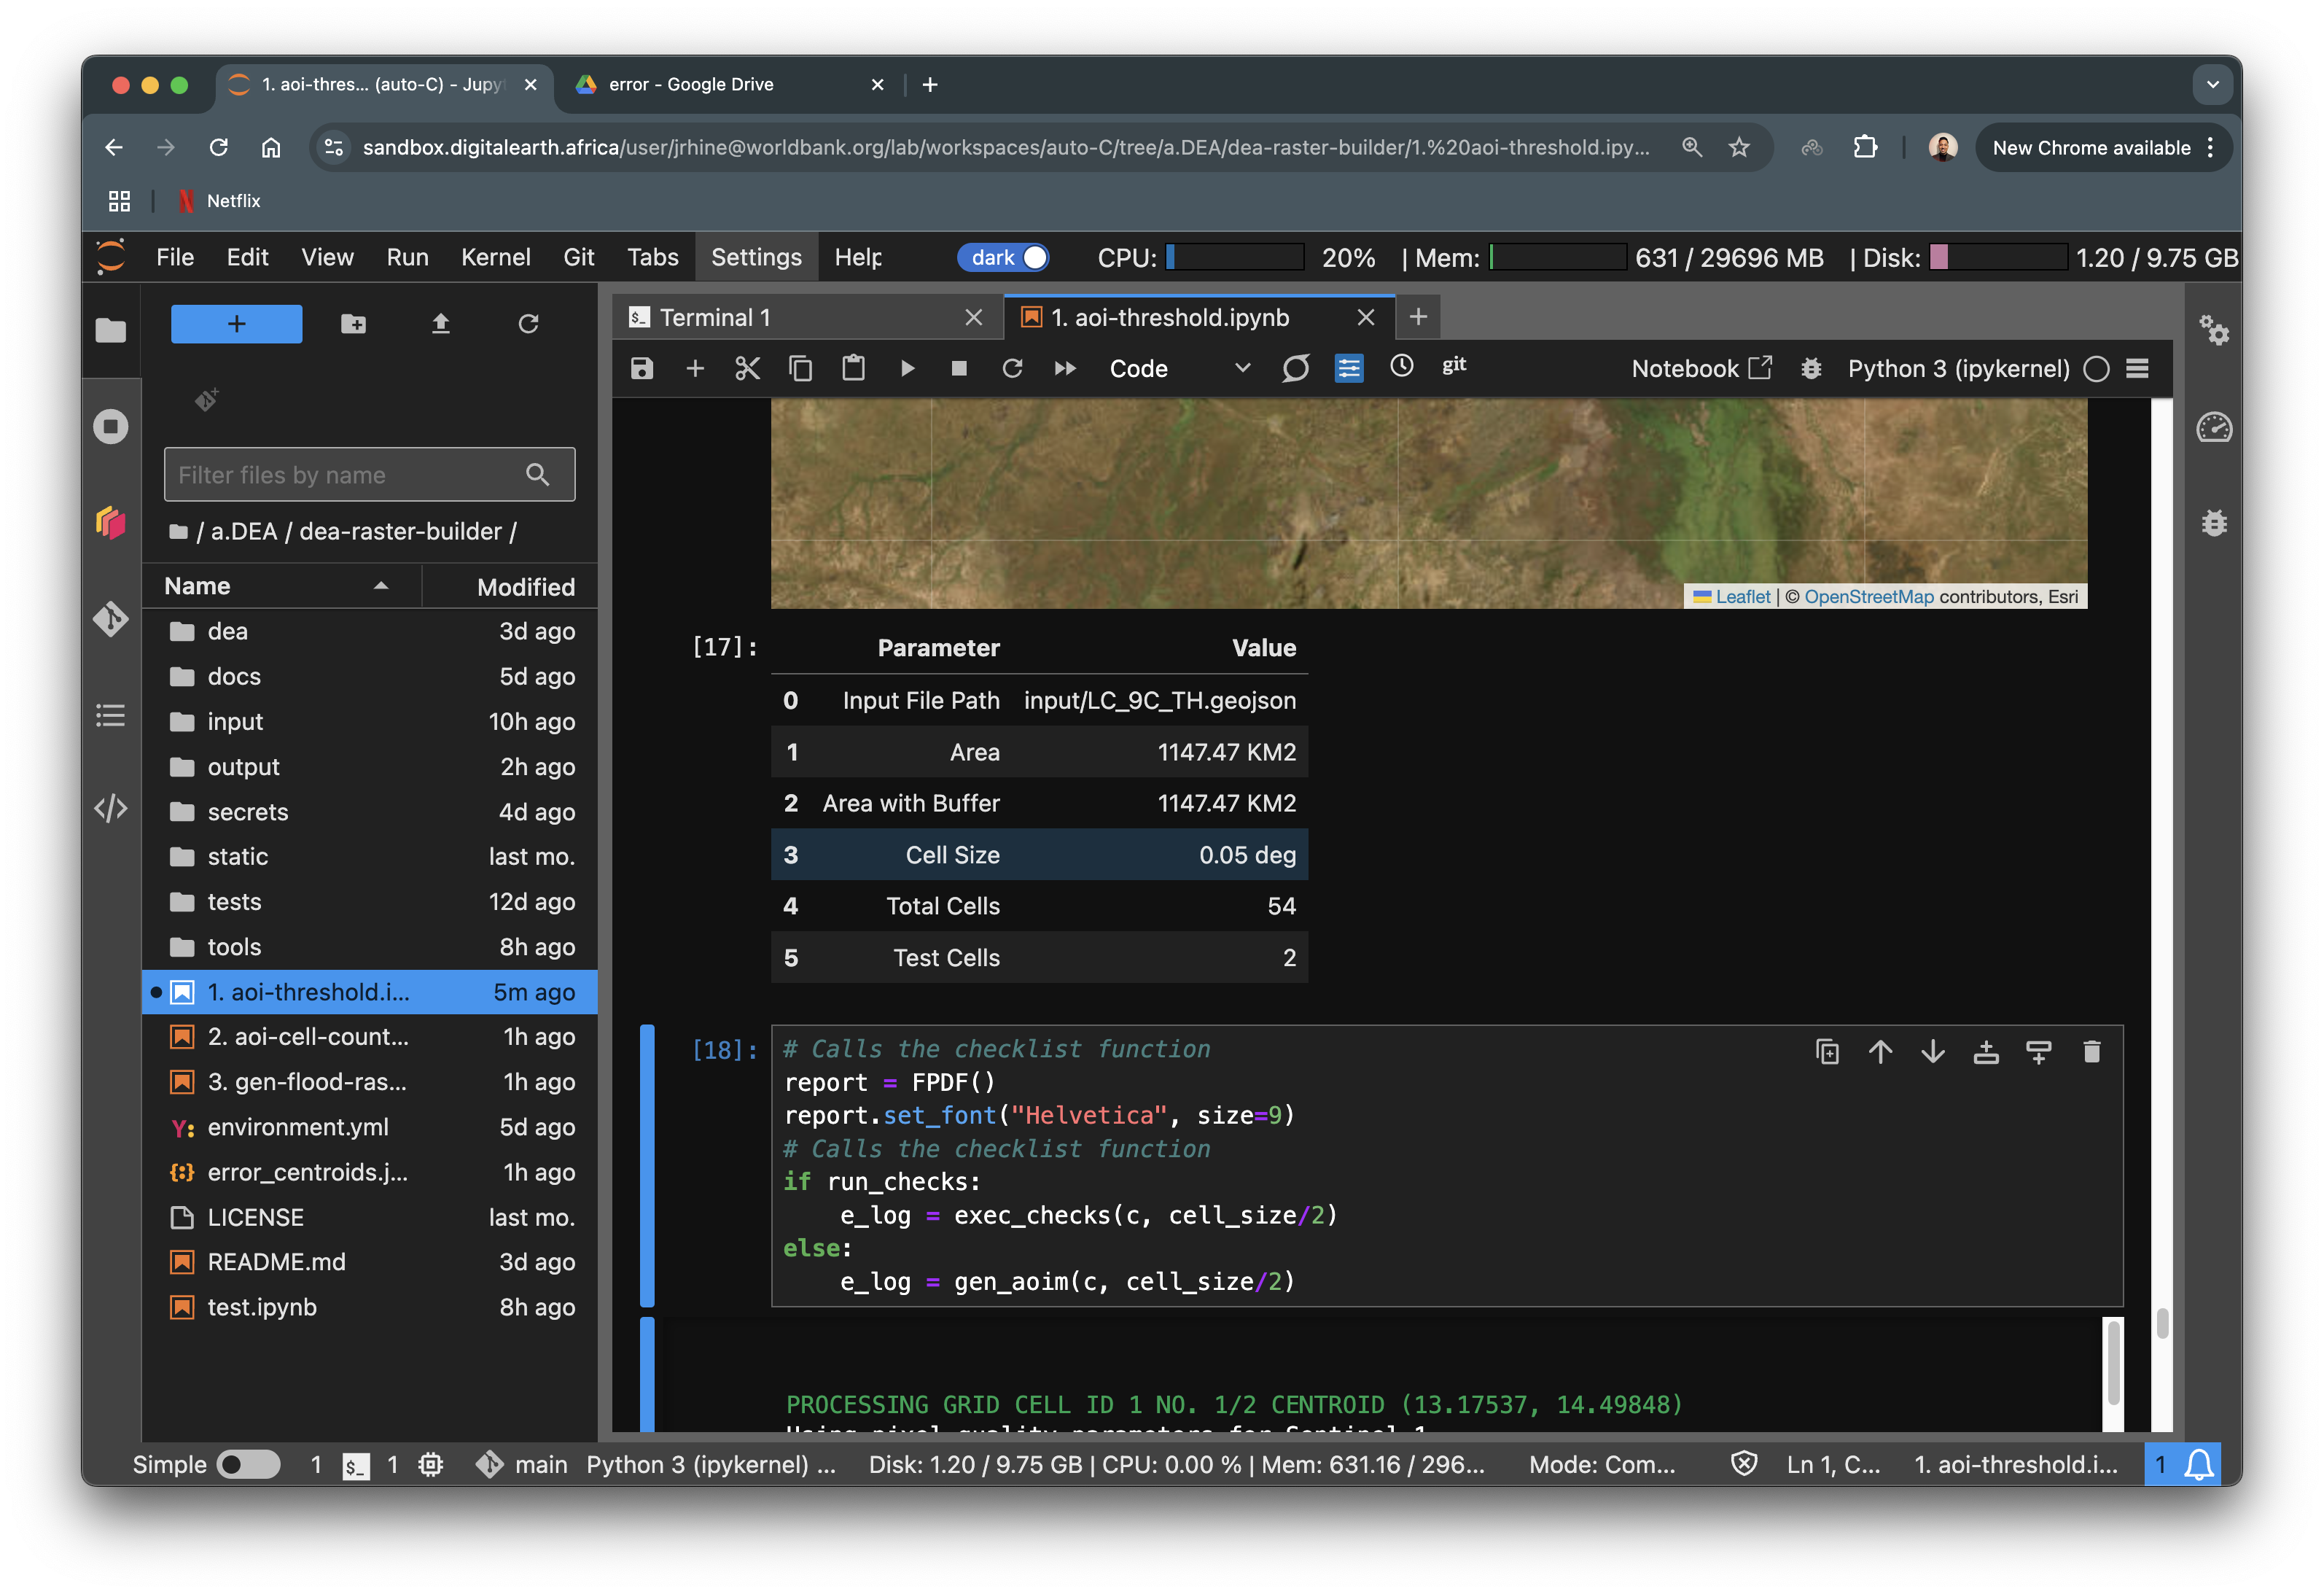 1. aoi-thres... (auto-C) - Jupyt
error - Google Drive
sandbox.digitalearth.africa/user/jrhine@worldbank.org/lab/workspaces/auto-C/tree/a.DEA/dea-raster-builder/1.%20aoi-threshold.ipy...
New Chrome available
Netflix
File Edit View Run Kernel Git Tabs Settings Help
dark
CPU: 20% | Mem: 631 / 29696 MB | Disk: 1.20 / 9.75 GB
Terminal 1
1. aoi-threshold.ipynb
Code
git
Notebook
Python 3 (ipykernel)
Filter files by name
/ a.DEA / dea-raster-builder /
Name Modified
dea 3d ago
docs 5d ago
input 10h ago
output 2h ago
secrets 4d ago
static last mo.
tests 12d ago
tools 8h ago
1. aoi-threshold.i... 5m ago
2. aoi-cell-count... 1h ago
3. gen-flood-ras... 1h ago
Y: environment.yml 5d ago
{:} error_centroids.j... 1h ago
LICENSE last mo.
README.md 3d ago
test.ipynb 8h ago
Leaflet | © OpenStreetMap contributors, Esri
[17]:
Parameter Value
0 Input File Path input/LC_9C_TH.geojson
1 Area 1147.47 KM2
2 Area with Buffer 1147.47 KM2
3 Cell Size 0.05 deg
4 Total Cells 54
5 Test Cells 2
[18]:
# Calls the checklist function
report = FPDF()
report.set_font("Helvetica", size=9)
# Calls the checklist function
if run_checks:
    e_log = exec_checks(c, cell_size/2)
else:
    e_log = gen_aoim(c, cell_size/2)
PROCESSING GRID CELL ID 1 NO. 1/2 CENTROID (13.17537, 14.49848)
Using pixel quality parameters for Sentinel 1
Simple 1 $_ 1 main Python 3 (ipykernel) ... Disk: 1.20 / 9.75 GB | CPU: 0.00 % | Mem: 631.16 / 296... Mode: Com... Ln 1, C... 1. aoi-threshold.i... 1